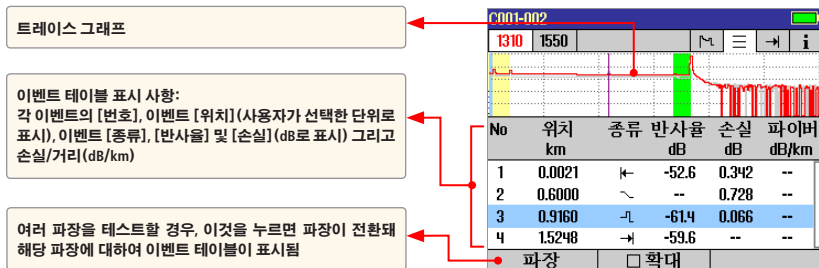 트레이스 그래프
이벤트 테이블 표시 사항:
각 이벤트의 [번호], 이벤트 [위치](사용자가 선택한 단위로
표시), 이벤트 [종류], [반사율] 및 [손실](dB로 표시) 그리고
손실/거리(dB/km)
여러 파장을 테스트할 경우, 이것을 누르면 파장이 전환돼
해당 파장에 대하여 이벤트 테이블이 표시됨
C001-002
1310 1550 i
No 위치 종류 반사율 손실 파이버
km dB dB dB/km
1 0.0021 -52.6 0.342 --
2 0.6000 -- 0.728 --
3 0.9160 -61.4 0.066 --
4 1.5248 -59.6 -- --
파장 확대